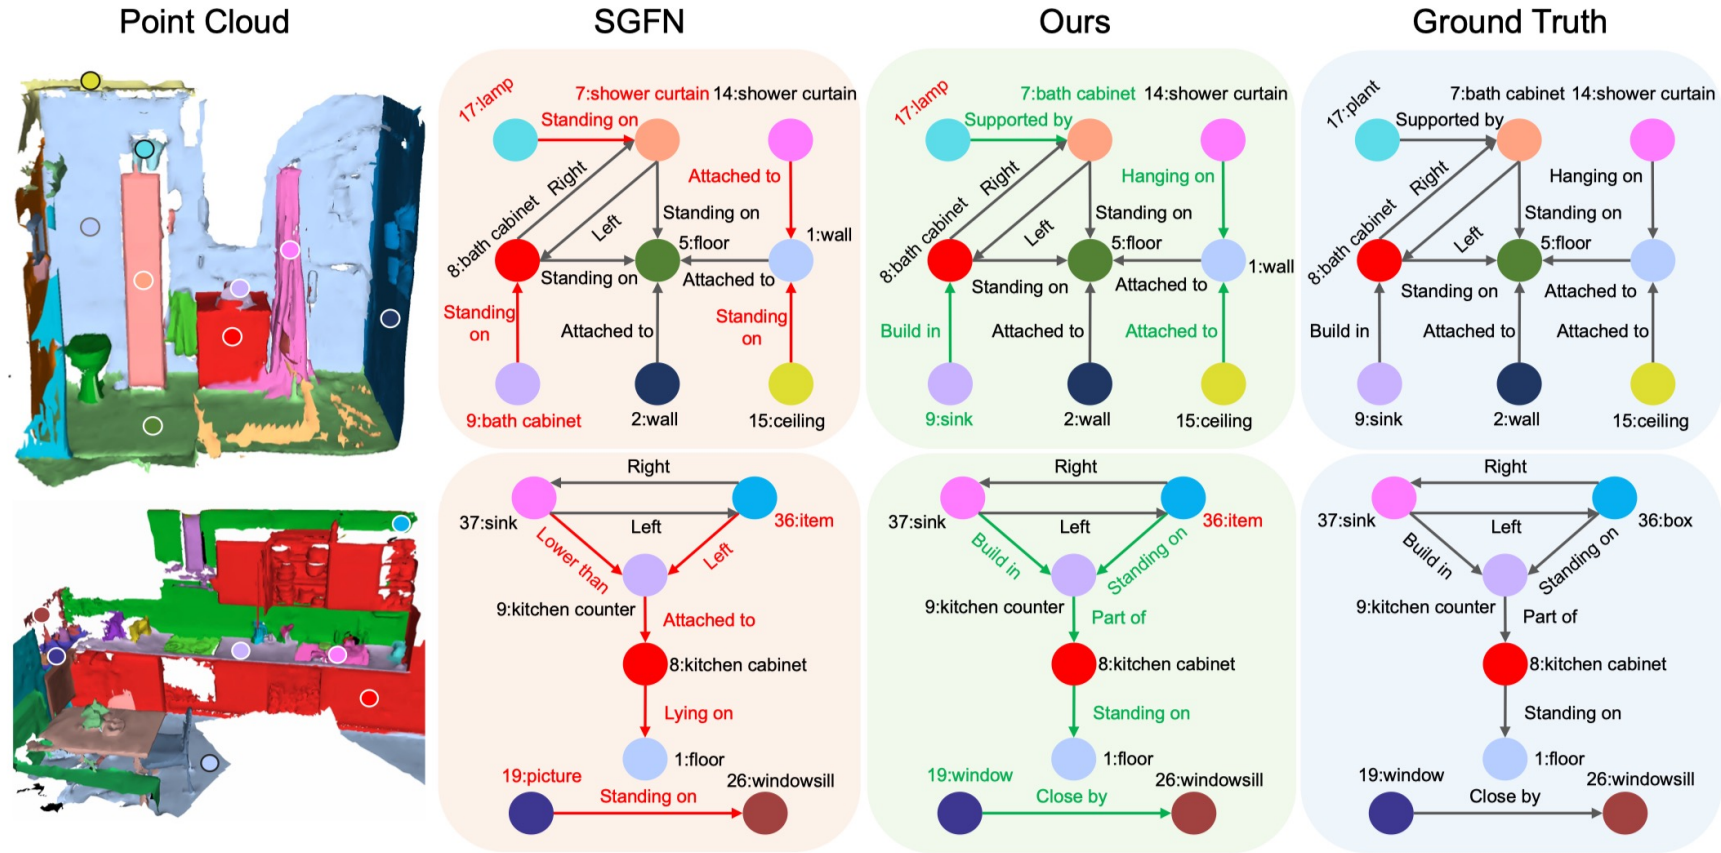 Point Cloud
SGFN
Ours
Ground Truth
17:lamp
7:shower curtain
14:shower curtain
Standing on
Right
Attached to
8:bath cabinet
Left
Standing on
1:wall
5:floor
Standing on
Attached to
Standing
on
Attached to
Standing
on
9:bath cabinet
2:wall
15:ceiling
17:lamp
7:bath cabinet
14:shower curtain
Supported by
Right
Hanging on
8:bath cabinet
Left
Standing on
5:floor
1:wall
Standing on
Attached to
Build in
Attached to
Attached to
9:sink
2:wall
15:ceiling
17:plant
7:bath cabinet
14:shower curtain
Supported by
Right
Hanging on
8:bath cabinet
Left
Standing on
5:floor
Standing on
Attached to
Build in
Attached to
Attached to
9:sink
2:wall
15:ceiling
Right
37:sink
Left
36:item
Lower than
Left
9:kitchen counter
Attached to
8:kitchen cabinet
Lying on
1:floor
19:picture
26:windowsill
Standing on
Right
37:sink
Left
36:item
Build in
Standing on
9:kitchen counter
Part of
8:kitchen cabinet
Standing on
1:floor
19:window
26:windowsill
Close by
Right
37:sink
Left
36:box
Build in
Standing on
9:kitchen counter
Part of
8:kitchen cabinet
Standing on
1:floor
19:window
26:windowsill
Close by